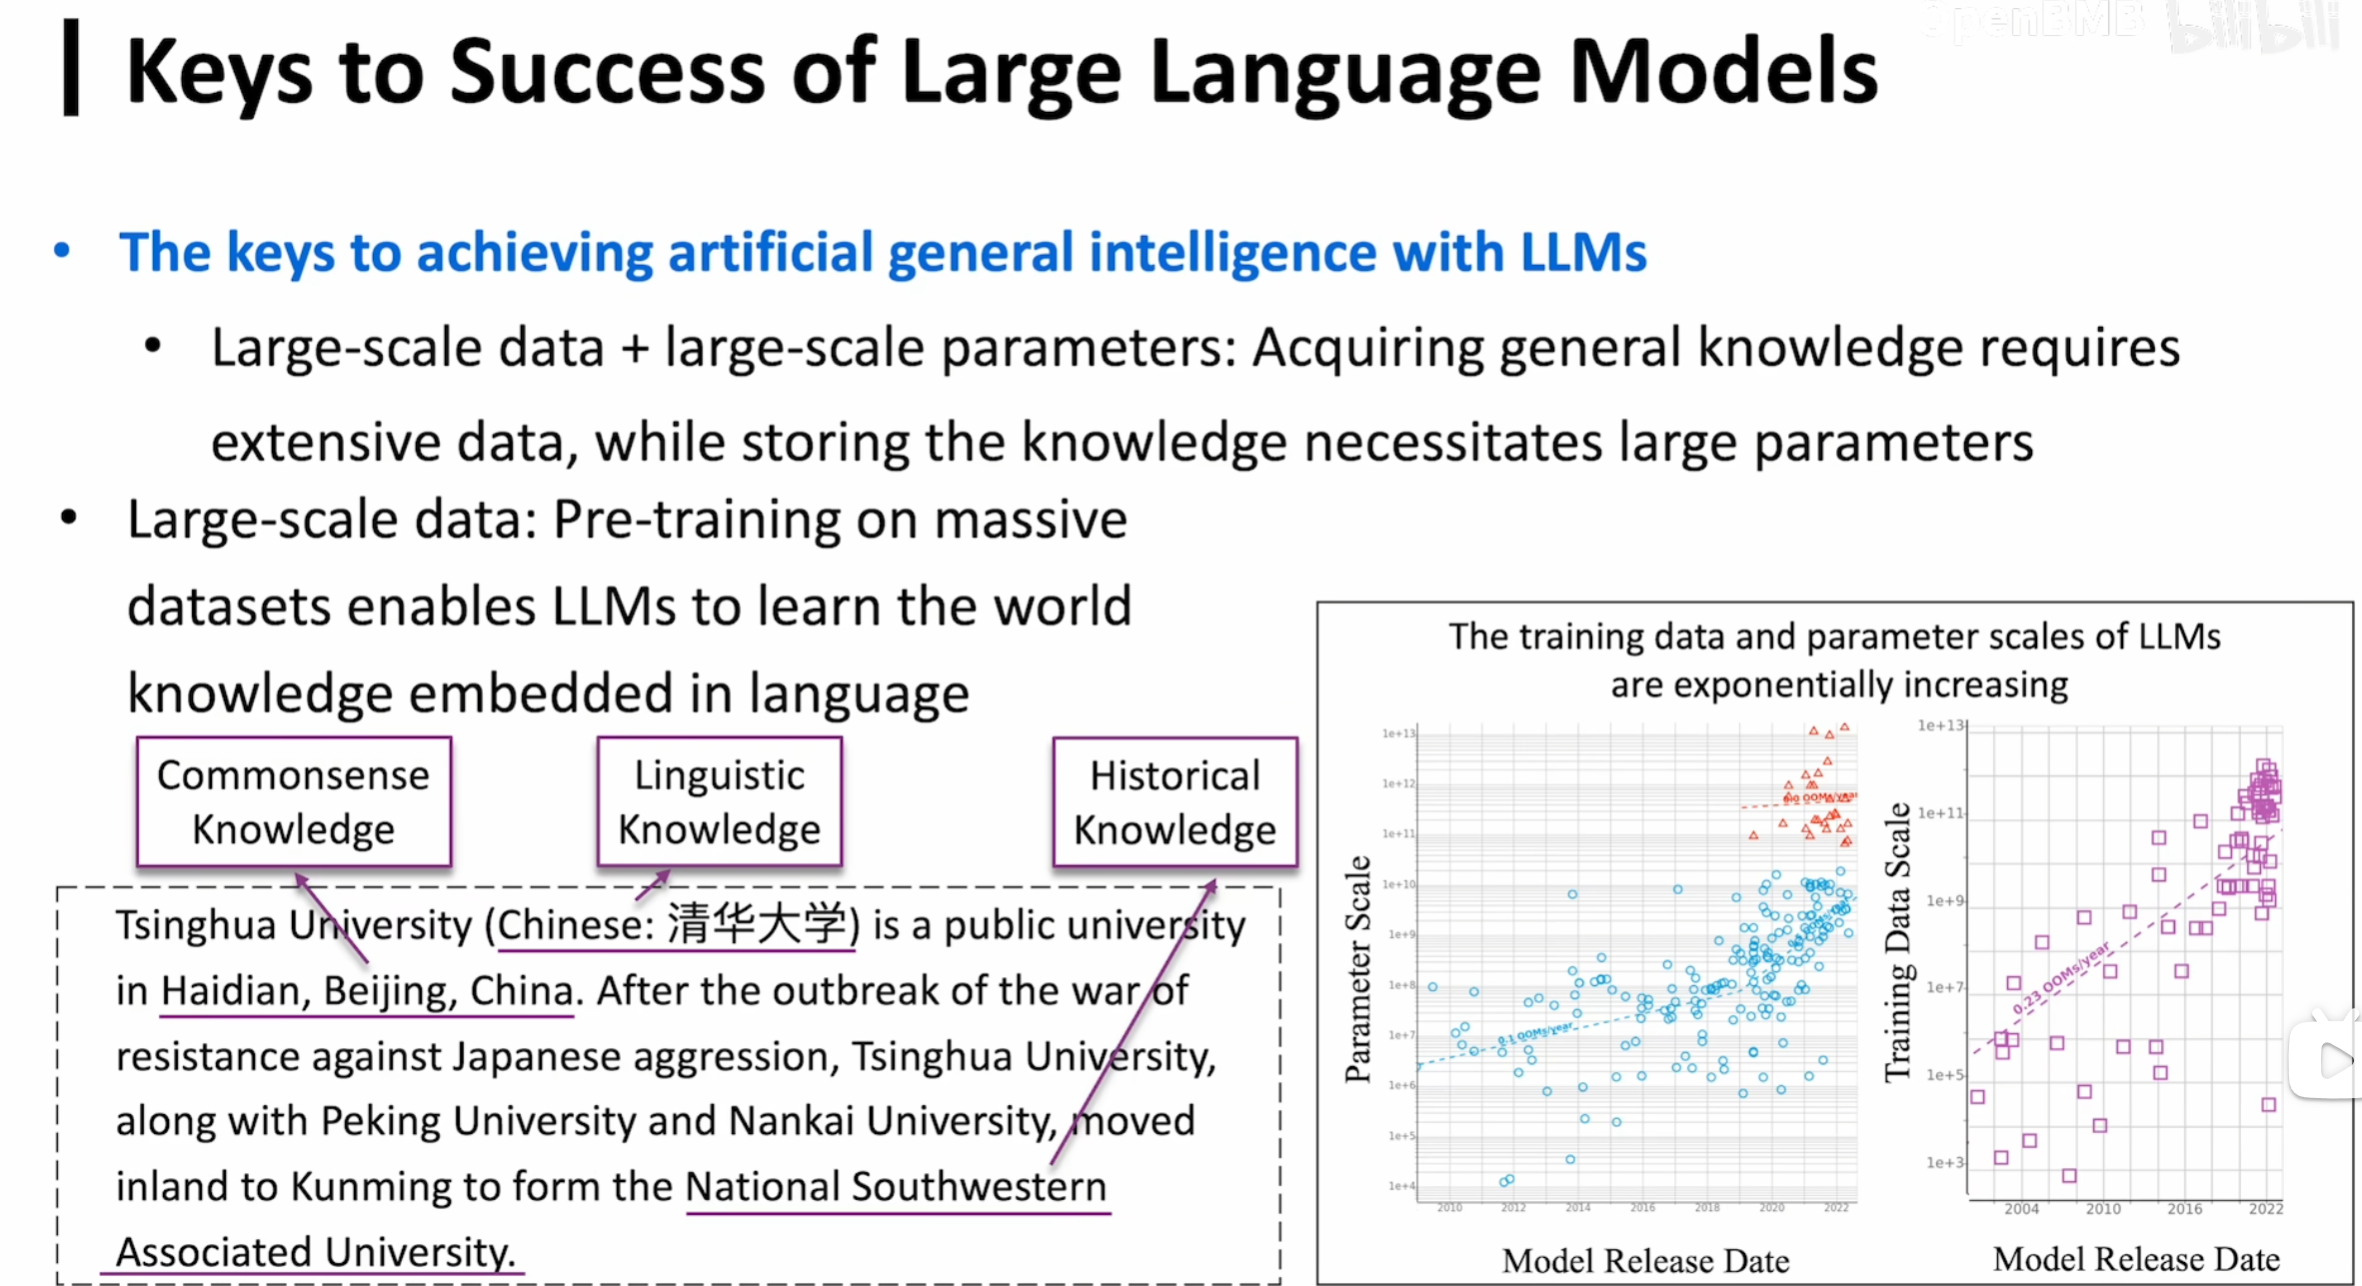 OpenBMB bilibili
Keys to Success of Large Language Models
• The keys to achieving artificial general intelligence with LLMs
• Large-scale data + large-scale parameters: Acquiring general knowledge requires
extensive data, while storing the knowledge necessitates large parameters
• Large-scale data: Pre-training on massive
datasets enables LLMs to learn the world
knowledge embedded in language
Commonsense
Knowledge
Linguistic
Knowledge
Historical
Knowledge
Tsinghua University (Chinese: 清华大学) is a public university
in Haidian, Beijing, China. After the outbreak of the war of
resistance against Japanese aggression, Tsinghua University,
along with Peking University and Nankai University, moved
inland to Kunming to form the National Southwestern
Associated University.
The training data and parameter scales of LLMs
are exponentially increasing
Parameter Scale
1e+13
1e+12
1e+11
1e+10
1e+9
1e+8
1e+7
1e+6
1e+5
1e+4
OOMs/year
0.1 OOMs/year
2010 2012 2014 2016 2018 2020 2022
Model Release Date
Training Data Scale
1e+13
1e+11
1e+9
1e+7
1e+5
1e+3
0.23 OOMs/year
2004 2010 2016 2022
Model Release Date